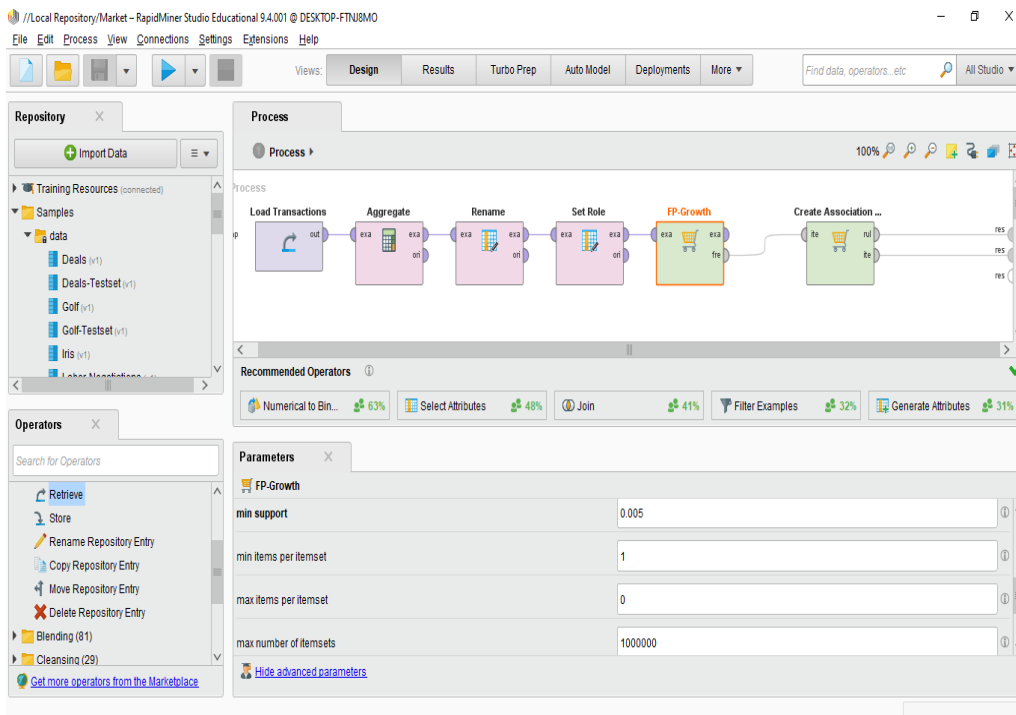 //Local Repository/Market – RapidMiner Studio Educational 9.4.001 @ DESKTOP-FTNJ8MO
File Edit Process View Connections Settings Extensions Help
Views: Design Results Turbo Prep Auto Model Deployments More
Find data, operators...etc
All Studio
Repository
Import Data
Training Resources (connected)
Samples
data
Deals (v1)
Deals-Testset (v1)
Golf (v1)
Golf-Testset (v1)
Iris (v1)
Operators
Search for Operators
Retrieve
Store
Rename Repository Entry
Copy Repository Entry
Move Repository Entry
Delete Repository Entry
Blending (81)
Cleansing (29)
Get more operators from the Marketplace
Process
Process
100%
Process
Load Transactions Aggregate Rename Set Role FP-Growth Create Association ...
out exa exa exa exa exa exa exa exa ite rul res
ori ori ori fre ite res
res
Recommended Operators
Numerical to Bin... 63% Select Attributes 48% Join 41% Filter Examples 32% Generate Attributes 31%
Parameters
FP-Growth
min support 0.005
min items per itemset 1
max items per itemset 0
max number of itemsets 1000000
Hide advanced parameters